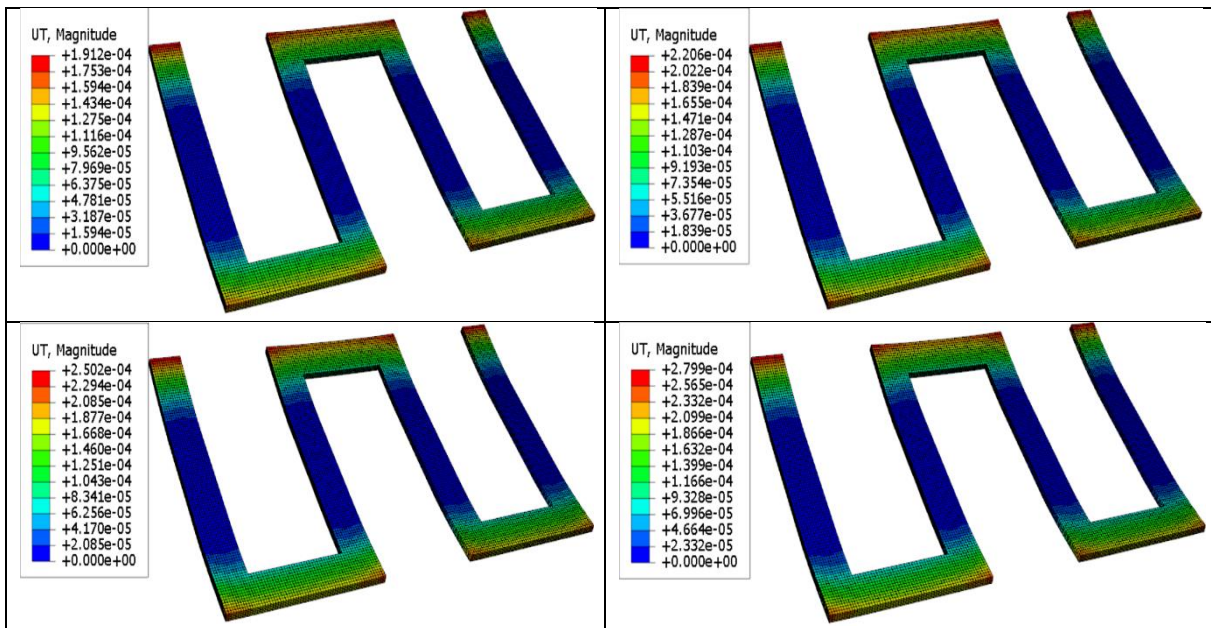 UT, Magnitude
+1.912e-04
+1.753e-04
+1.594e-04
+1.434e-04
+1.275e-04
+1.116e-04
+9.562e-05
+7.969e-05
+6.375e-05
+4.781e-05
+3.187e-05
+1.594e-05
+0.000e+00
UT, Magnitude
+2.206e-04
+2.022e-04
+1.839e-04
+1.655e-04
+1.471e-04
+1.287e-04
+1.103e-04
+9.193e-05
+7.354e-05
+5.516e-05
+3.677e-05
+1.839e-05
+0.000e+00
UT, Magnitude
+2.502e-04
+2.294e-04
+2.085e-04
+1.877e-04
+1.668e-04
+1.460e-04
+1.251e-04
+1.043e-04
+8.341e-05
+6.256e-05
+4.170e-05
+2.085e-05
+0.000e+00
UT, Magnitude
+2.799e-04
+2.565e-04
+2.332e-04
+2.099e-04
+1.866e-04
+1.632e-04
+1.399e-04
+1.166e-04
+9.328e-05
+6.996e-05
+4.664e-05
+2.332e-05
+0.000e+00